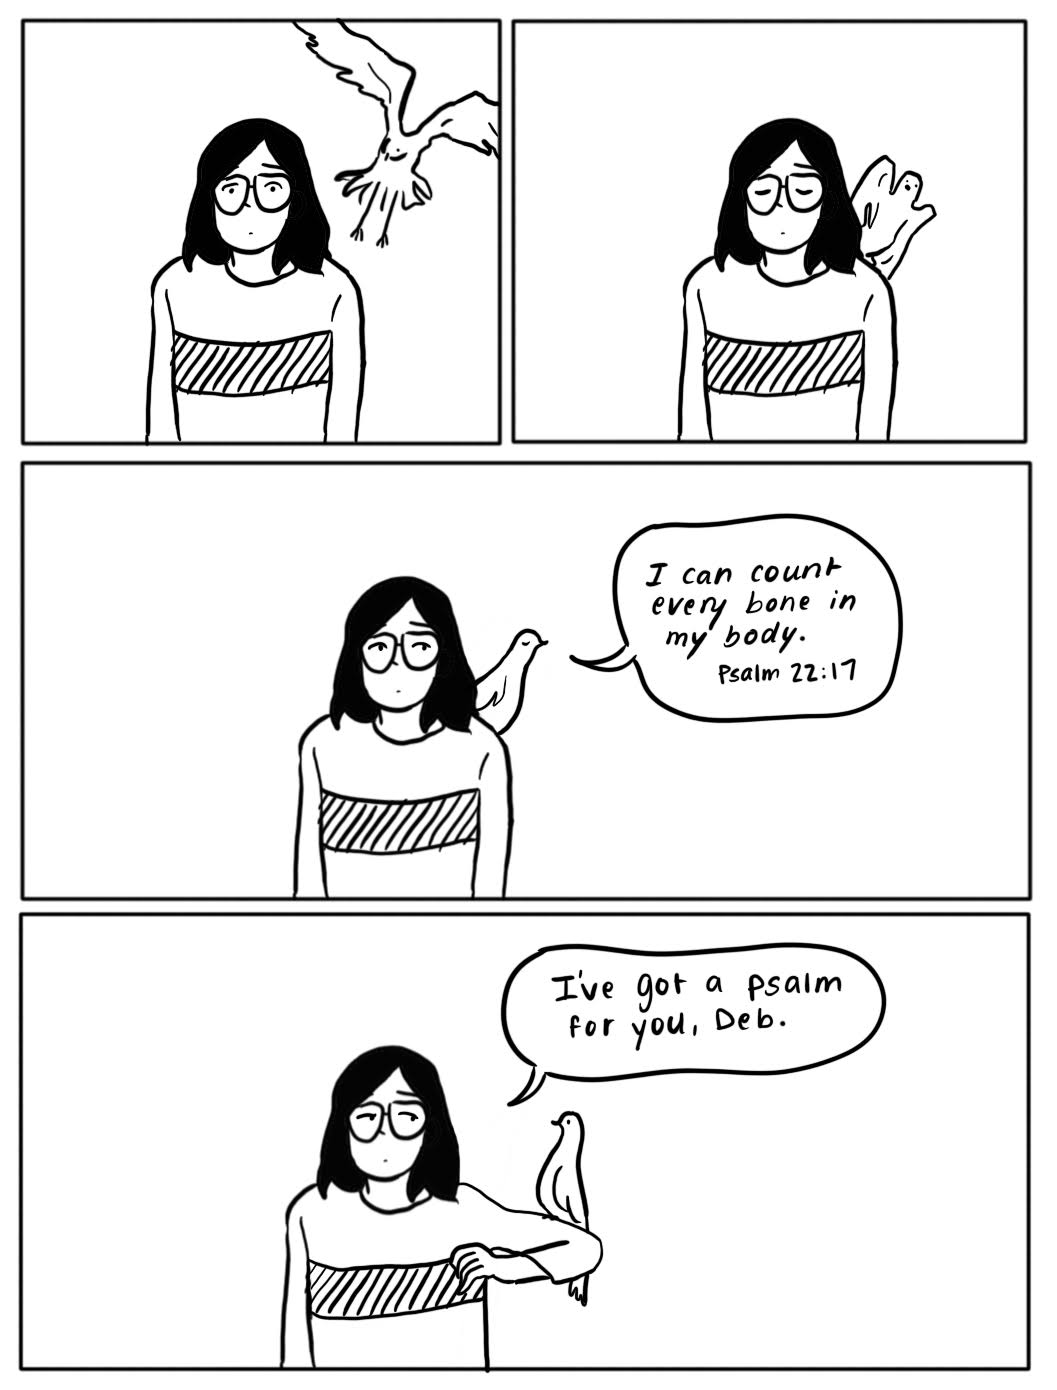 I can count
every bone in
my body.
Psalm 22:17
I've got a psalm
for you, Deb.